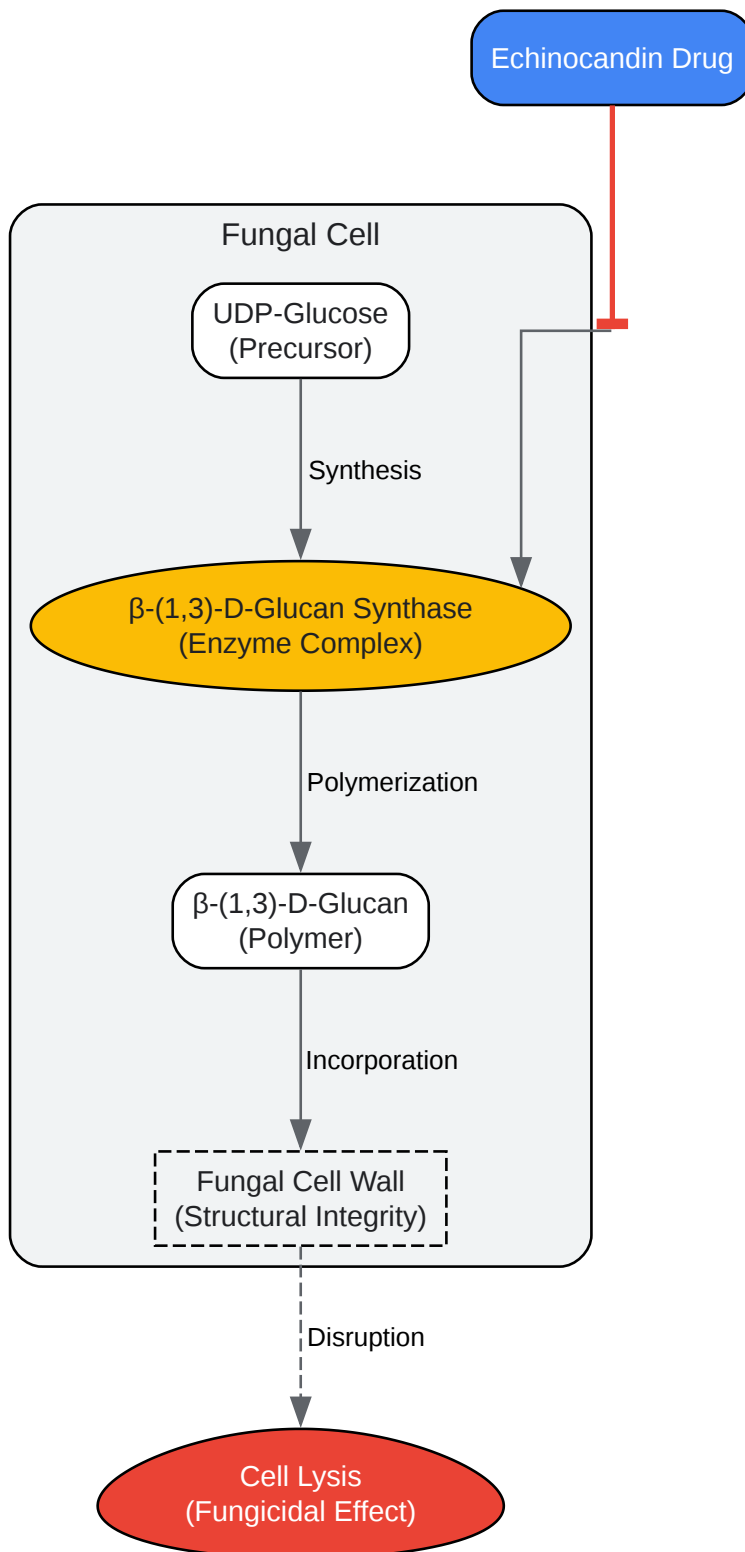 Echinocandin Drug
Fungal Cell
UDP-Glucose
(Precursor)
Synthesis
β-(1,3)-D-Glucan Synthase
(Enzyme Complex)
Polymerization
β-(1,3)-D-Glucan
(Polymer)
Incorporation
Fungal Cell Wall
(Structural Integrity)
Disruption
Cell Lysis
(Fungicidal Effect)